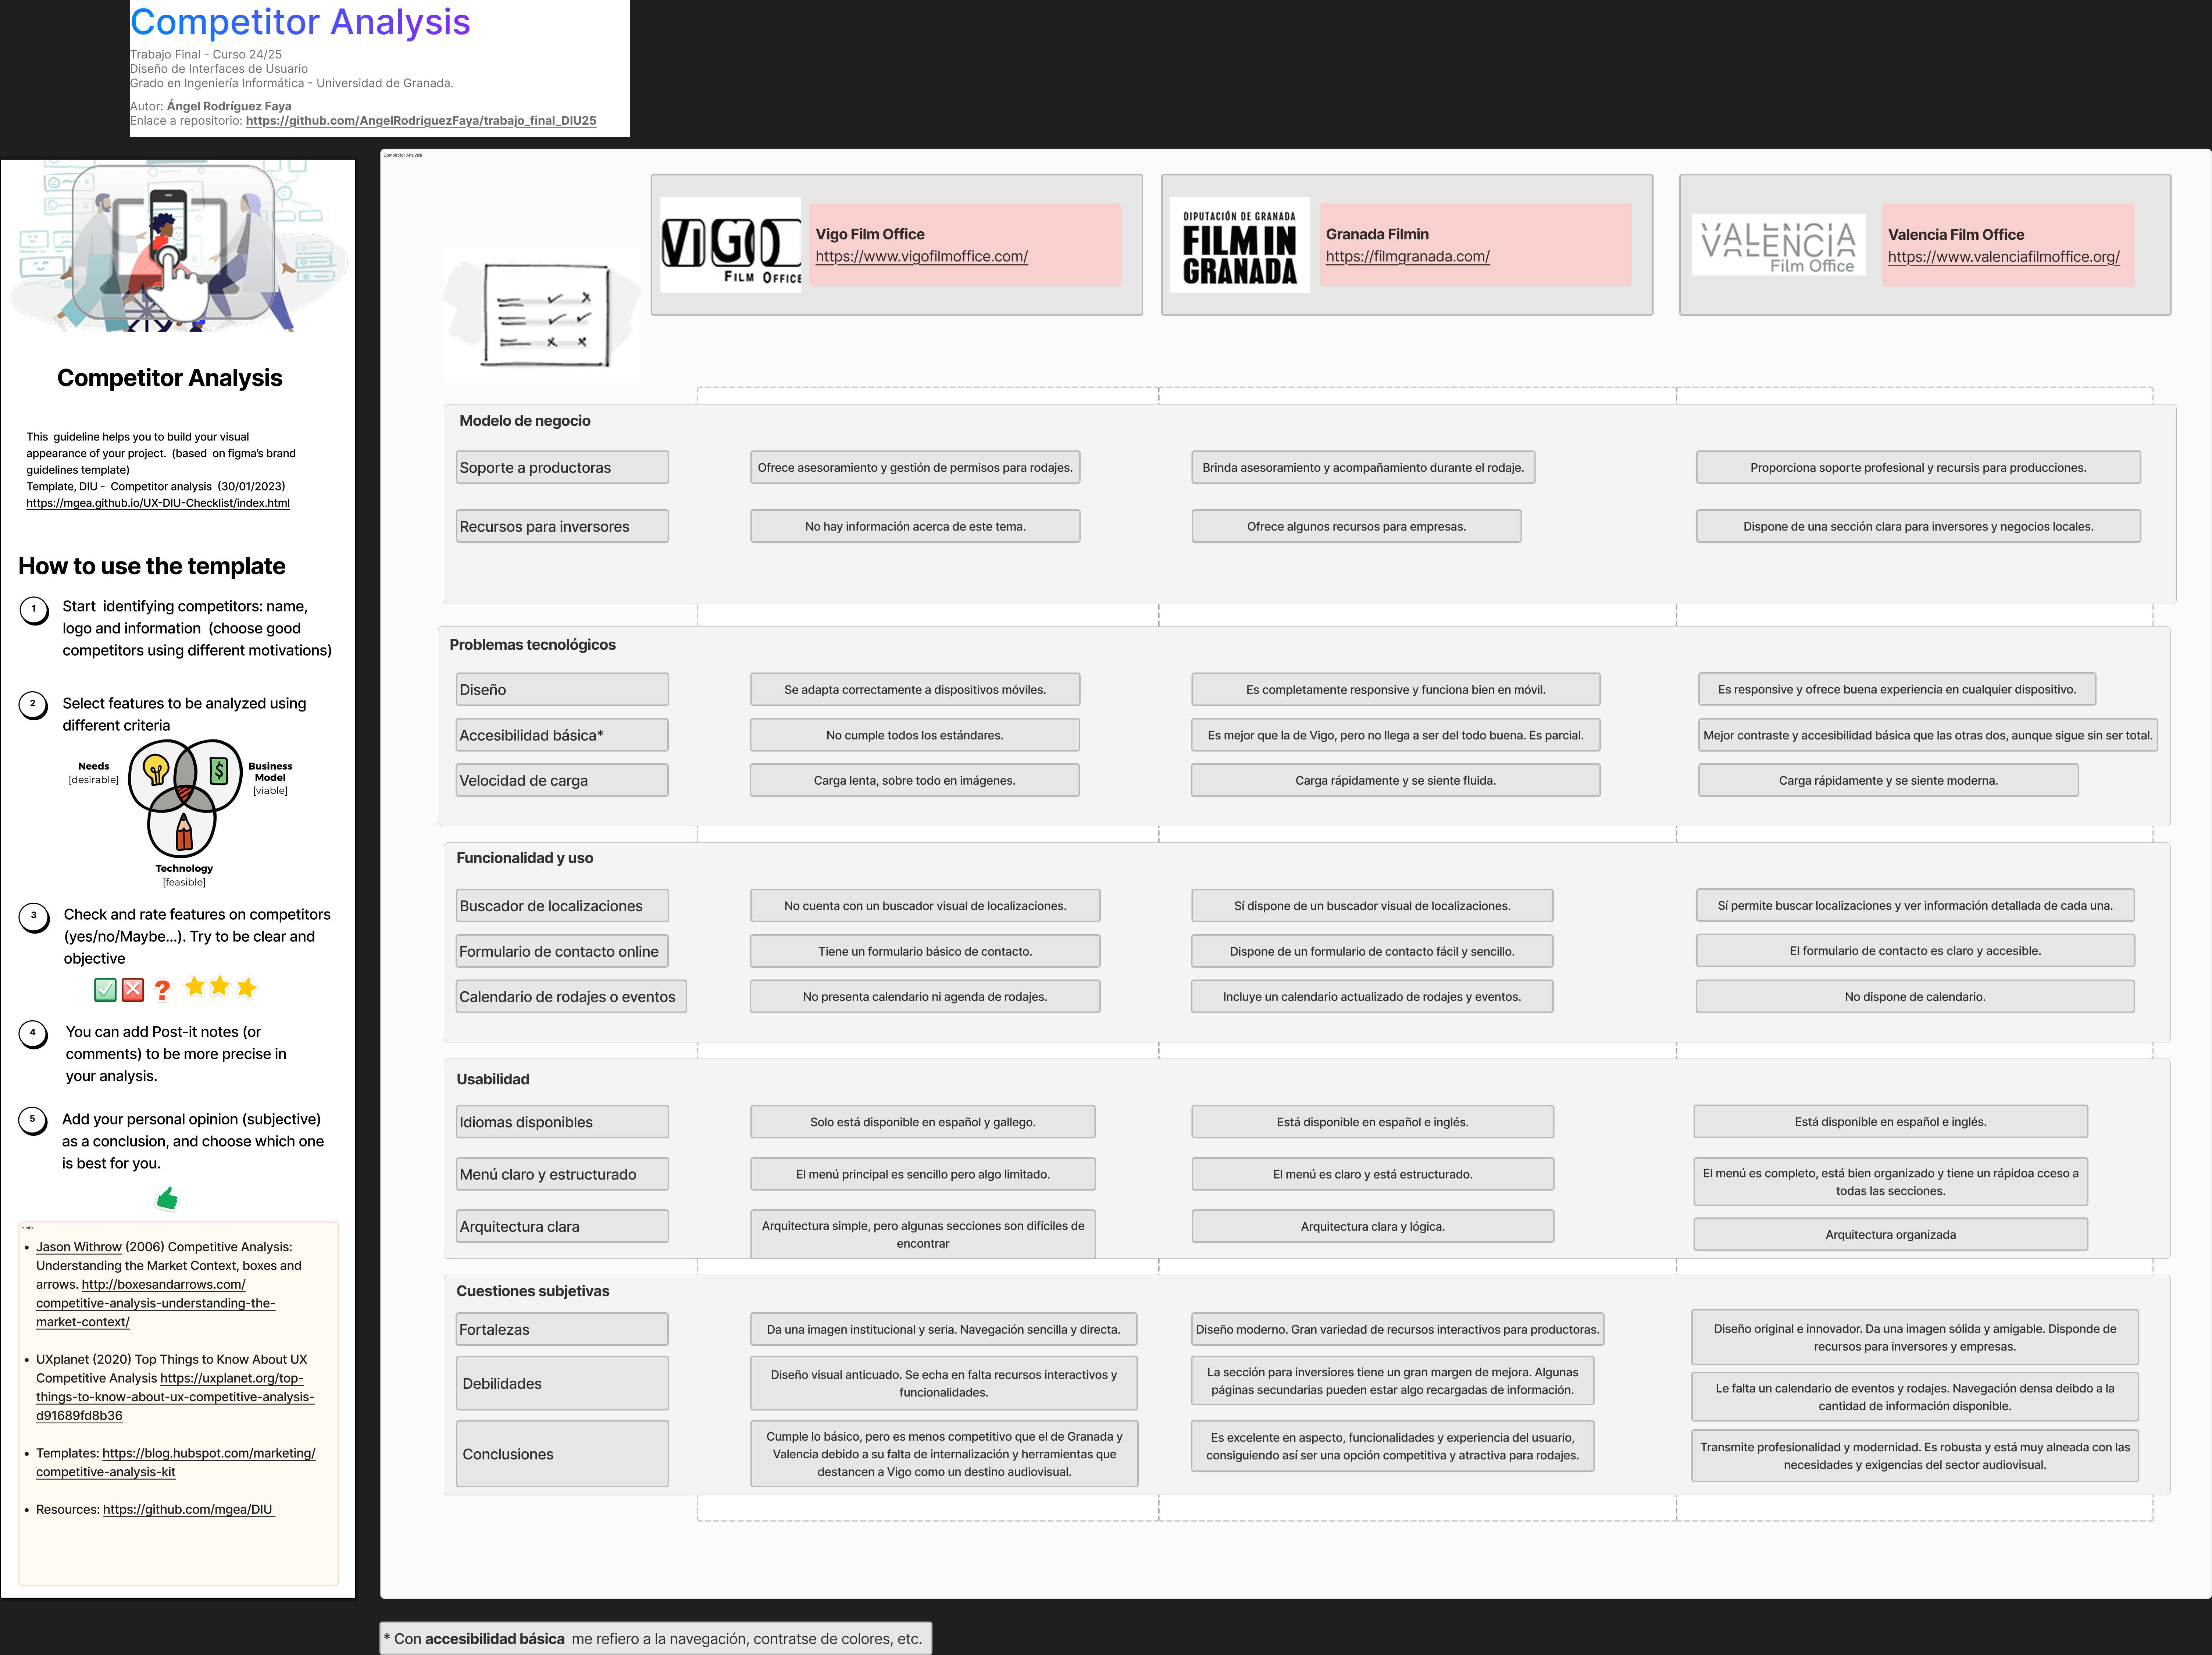 Competitor Analysis
Trabajo Final - Curso 24/25
Diseño de Interfaces de Usuario
Grado en Ingeniería Informática - Universidad de Granada.
Autor: Ángel Rodríguez Faya
Enlace a repositorio: https://github.com/AngelRodriguezFaya/trabajo_final_DIU25
Competitor Analysis
This guideline helps you to build your visual
appearance of your project. (based on figma's brand
guidelines template)
Template, DIU - Competitor analysis (30/01/2023)
https://mgea.github.io/UX-DIU-Checklist/index.html
How to use the template
1
Start identifying competitors: name,
logo and information (choose good
competitors using different motivations)
2
Select features to be analyzed using
different criteria
Needs
[desirable]
Business
Model
[viable]
Technology
[feasible]
3
Check and rate features on competitors
(yes/no/Maybe...). Try to be clear and
objective
4
You can add Post-it notes (or
comments) to be more precise in
your analysis.
5
Add your personal opinion (subjective)
as a conclusion, and choose which one
is best for you.
+ Info
• Jason Withrow (2006) Competitive Analysis:
Understanding the Market Context, boxes and
arrows. http://boxesandarrows.com/
competitive-analysis-understanding-the-
market-context/
• UXplanet (2020) Top Things to Know About UX
Competitive Analysis https://uxplanet.org/top-
things-to-know-about-ux-competitive-analysis-
d91689fd8b36
• Templates: https://blog.hubspot.com/marketing/
competitive-analysis-kit
• Resources: https://github.com/mgea/DIU
Competitor Analysis
VIGO
FILM OFFICE
Vigo Film Office
https://www.vigofilmoffice.com/
DIPUTACIÓN DE GRANADA
FILM IN
GRANADA
Granada Filmin
https://filmgranada.com/
VALENCIA
VALÈNCIA
Film Office
Valencia Film Office
https://www.valenciafilmoffice.org/
Modelo de negocio
Soporte a productoras
Ofrece asesoramiento y gestión de permisos para rodajes.
Brinda asesoramiento y acompañamiento durante el rodaje.
Proporciona soporte profesional y recursis para producciones.
Recursos para inversores
No hay información acerca de este tema.
Ofrece algunos recursos para empresas.
Dispone de una sección clara para inversores y negocios locales.
Problemas tecnológicos
Diseño
Se adapta correctamente a dispositivos móviles.
Es completamente responsive y funciona bien en móvil.
Es responsive y ofrece buena experiencia en cualquier dispositivo.
Accesibilidad básica*
No cumple todos los estándares.
Es mejor que la de Vigo, pero no llega a ser del todo buena. Es parcial.
Mejor contraste y accesibilidad básica que las otras dos, aunque sigue sin ser total.
Velocidad de carga
Carga lenta, sobre todo en imágenes.
Carga rápidamente y se siente fluida.
Carga rápidamente y se siente moderna.
Funcionalidad y uso
Buscador de localizaciones
No cuenta con un buscador visual de localizaciones.
Sí dispone de un buscador visual de localizaciones.
Sí permite buscar localizaciones y ver información detallada de cada una.
Formulario de contacto online
Tiene un formulario básico de contacto.
Dispone de un formulario de contacto fácil y sencillo.
El formulario de contacto es claro y accesible.
Calendario de rodajes o eventos
No presenta calendario ni agenda de rodajes.
Incluye un calendario actualizado de rodajes y eventos.
No dispone de calendario.
Usabilidad
Idiomas disponibles
Solo está disponible en español y gallego.
Está disponible en español e inglés.
Está disponible en español e inglés.
Menú claro y estructurado
El menú principal es sencillo pero algo limitado.
El menú es claro y está estructurado.
El menú es completo, está bien organizado y tiene un rápidoa cceso a
todas las secciones.
Arquitectura clara
Arquitectura simple, pero algunas secciones son difíciles de
encontrar
Arquitectura clara y lógica.
Arquitectura organizada
Cuestiones subjetivas
Fortalezas
Da una imagen institucional y seria. Navegación sencilla y directa.
Diseño moderno. Gran variedad de recursos interactivos para productoras.
Diseño original e innovador. Da una imagen sólida y amigable. Disponde de
recursos para inversores y empresas.
Debilidades
Diseño visual anticuado. Se echa en falta recursos interactivos y
funcionalidades.
La sección para inversiores tiene un gran margen de mejora. Algunas
páginas secundarias pueden estar algo recargadas de información.
Le falta un calendario de eventos y rodajes. Navegación densa deibdo a la
cantidad de información disponible.
Conclusiones
Cumple lo básico, pero es menos competitivo que el de Granada y
Valencia debido a su falta de internalización y herramientas que
destancen a Vigo como un destino audiovisual.
Es excelente en aspecto, funcionalidades y experiencia del usuario,
consiguiendo así ser una opción competitiva y atractiva para rodajes.
Transmite profesionalidad y modernidad. Es robusta y está muy alneada con las
necesidades y exigencias del sector audiovisual.
* Con accesibilidad básica me refiero a la navegación, contratse de colores, etc.